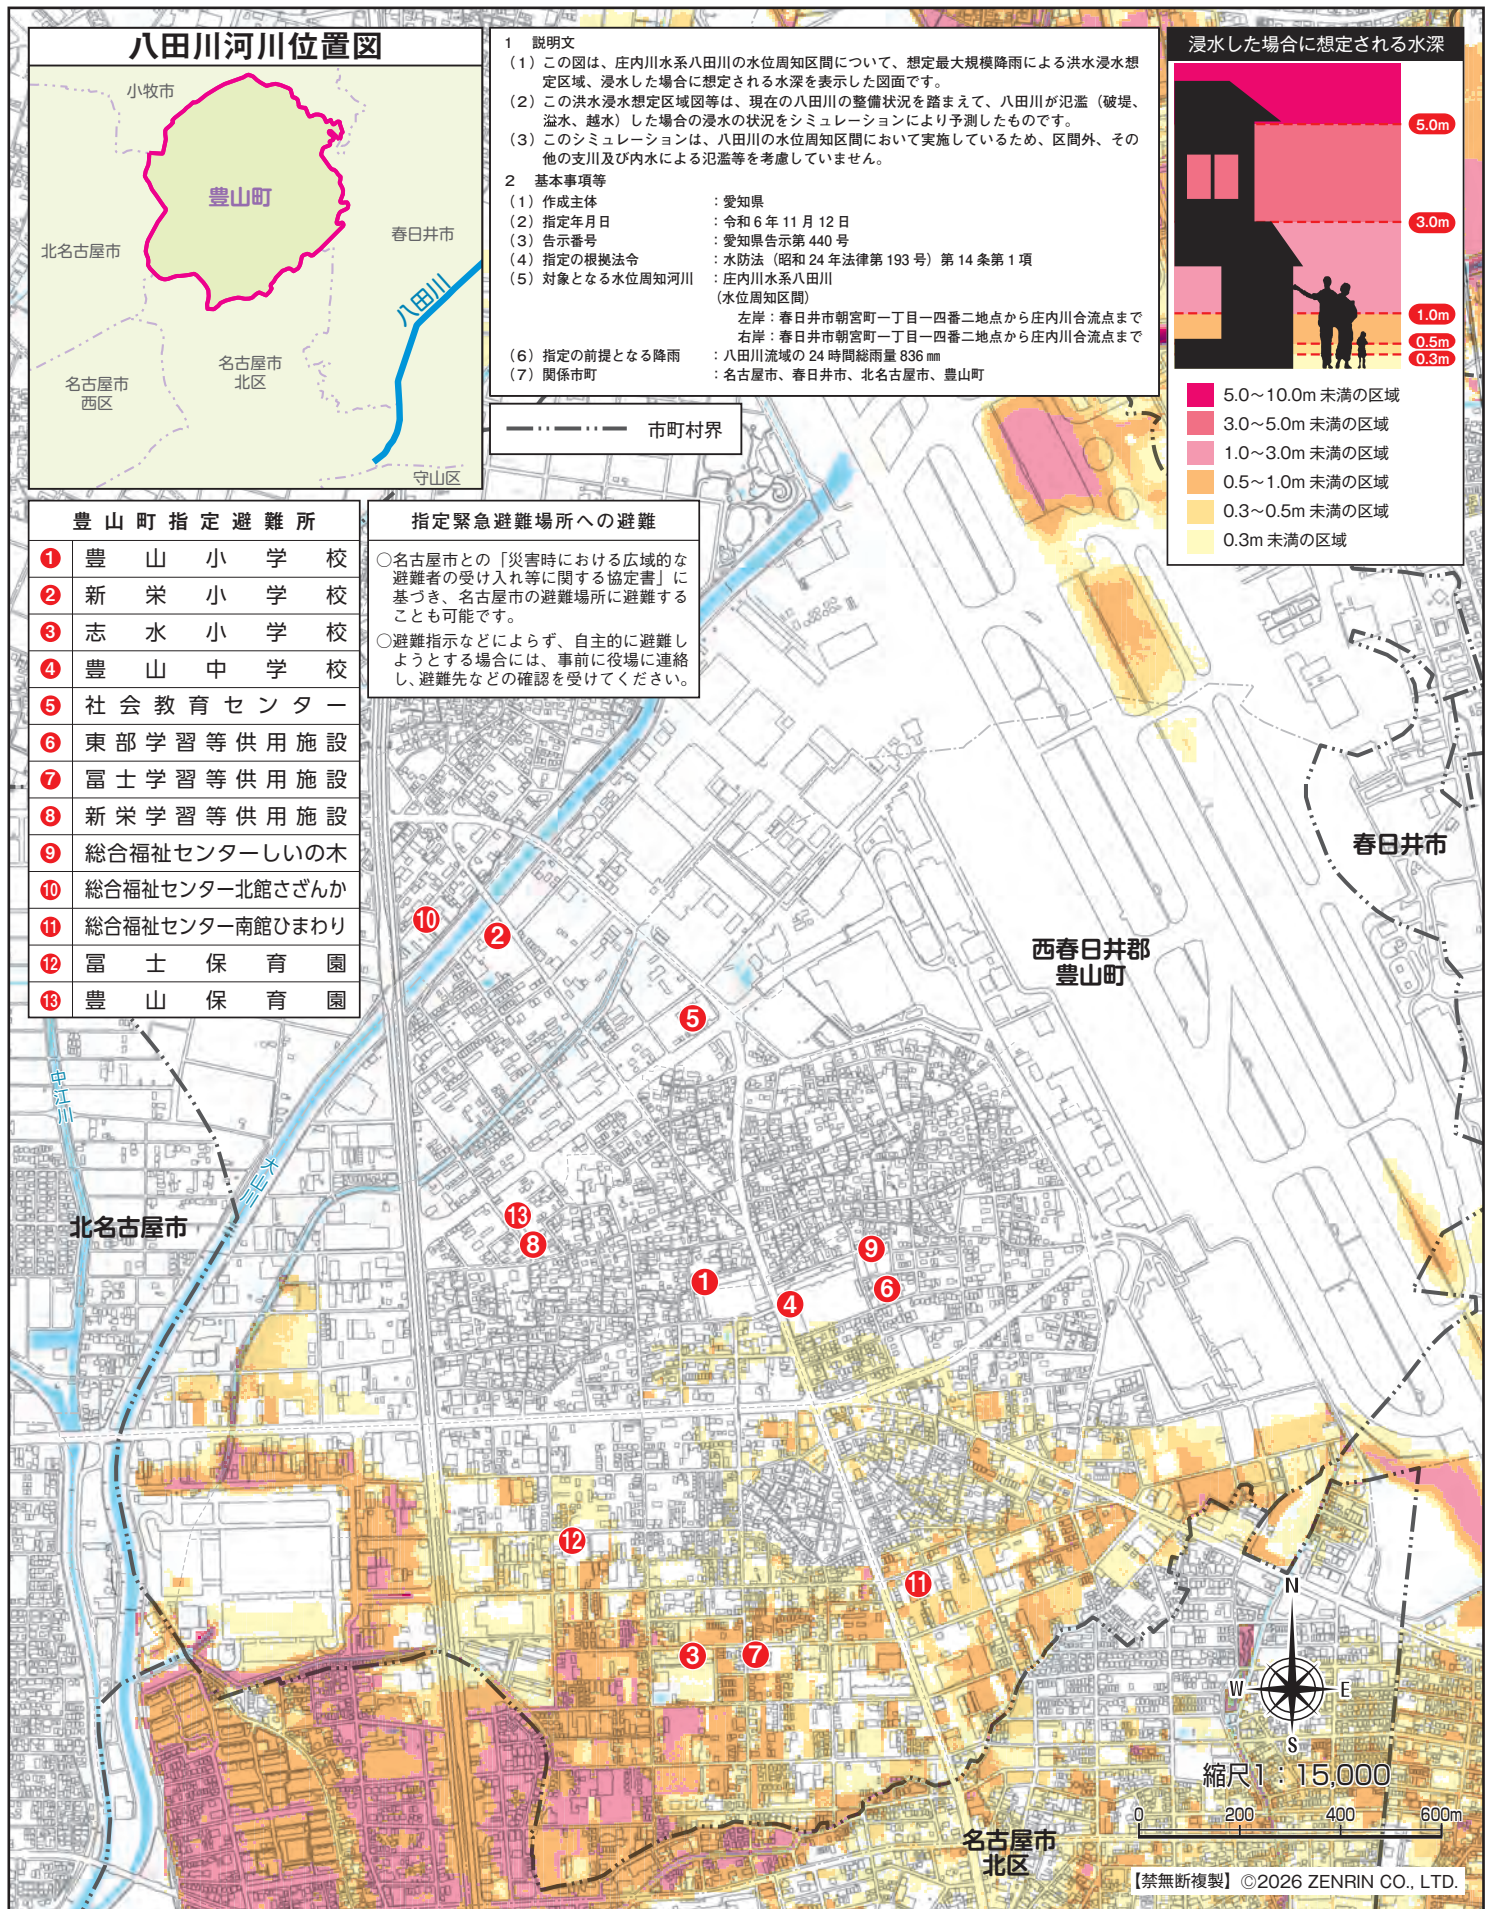 八田川河川位置図
小牧市
豊山町
北名古屋市
春日井市
八田川
名古屋市
北区
名古屋市
西区
守山区
1 説明文
(1)この図は、庄内川水系八田川の水位周知区間について、想定最大規模降雨による洪水浸水想
定区域、浸水した場合に想定される水深を表示した図面です。
(2)この洪水浸水想定区域図等は、現在の八田川の整備状況を踏まえて、八田川が氾濫(破堤、
溢水、越水)した場合の浸水の状況をシミュレーションにより予測したものです。
(3)このシミュレーションは、八田川の水位周知区間において実施しているため、区間外、その
他の支川及び内水による氾濫等を考慮していません。
2 基本事項等
(1)作成主体 :愛知県
(2)指定年月日 :令和6年11月12日
(3)告示番号 :愛知県告示第440号
(4)指定の根拠法令 :水防法(昭和24年法律第193号)第14条第1項
(5)対象となる水位周知河川 :庄内川水系八田川
(水位周知区間)
左岸:春日井市朝宮町一丁目一四番二地点から庄内川合流点まで
右岸:春日井市朝宮町一丁目一四番二地点から庄内川合流点まで
(6)指定の前提となる降雨 :八田川流域の24時間総雨量836㎜
(7)関係市町 :名古屋市、春日井市、北名古屋市、豊山町
市町村界
浸水した場合に想定される水深
5.0m
3.0m
1.0m
0.5m
0.3m
5.0〜10.0m未満の区域
3.0〜5.0m未満の区域
1.0〜3.0m未満の区域
0.5〜1.0m未満の区域
0.3〜0.5m未満の区域
0.3m未満の区域
豊山町指定避難所
1 豊山小学校
2 新栄小学校
3 志水小学校
4 豊山中学校
5 社会教育センター
6 東部学習等供用施設
7 冨士学習等供用施設
8 新栄学習等供用施設
9 総合福祉センターしいの木
10 総合福祉センター北館さざんか
11 総合福祉センター南館ひまわり
12 冨士保育園
13 豊山保育園
指定緊急避難場所への避難
○名古屋市との「災害時における広域的な
避難者の受け入れ等に関する協定書」に
基づき、名古屋市の避難場所に避難する
ことも可能です。
○避難指示などによらず、自主的に避難し
ようとする場合には、事前に役場に連絡
し、避難先などの確認を受けてください。
春日井市
10
2
西春日井郡
豊山町
5
中江川
大山川
北名古屋市
13
8
9
1
6
4
12
11
3
7
N
W
E
S
縮尺1:15,000
0 200 400 600m
名古屋市
北区
【禁無断複製】©2026 ZENRIN CO., LTD.